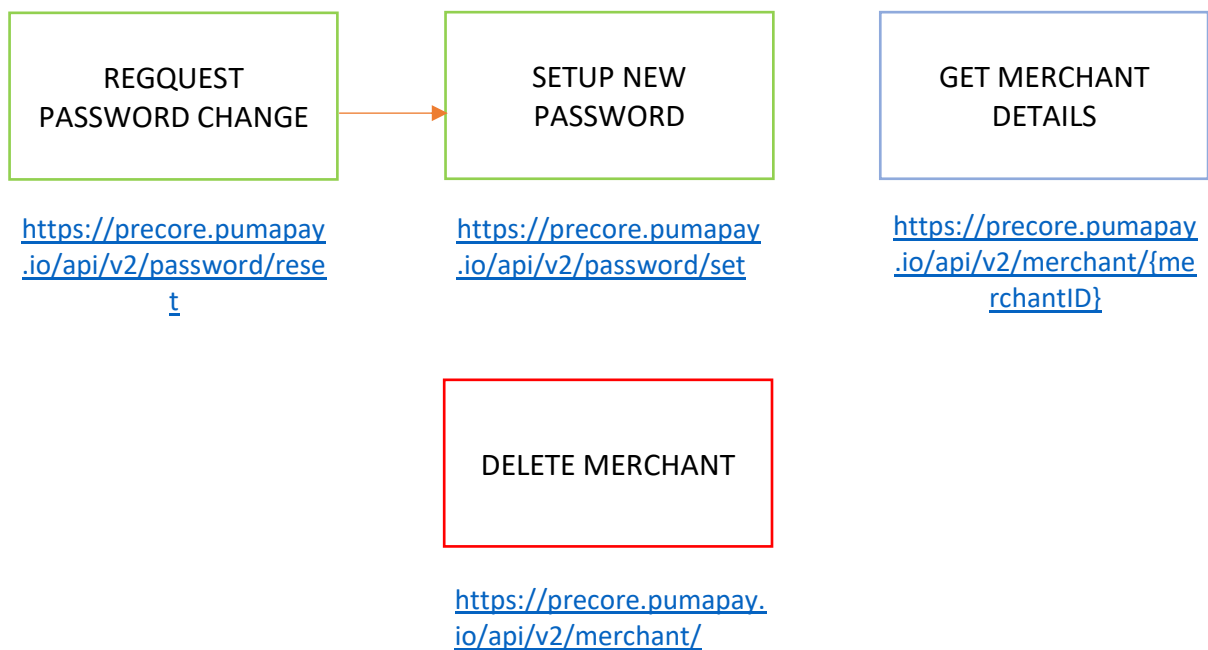 REGQUEST
PASSWORD CHANGE
SETUP NEW
PASSWORD
GET MERCHANT
DETAILS
https://precore.pumapay
.io/api/v2/password/rese
t
https://precore.pumapay
.io/api/v2/password/set
https://precore.pumapay
.io/api/v2/merchant/{me
rchantID}
DELETE MERCHANT
https://precore.pumapay.
io/api/v2/merchant/